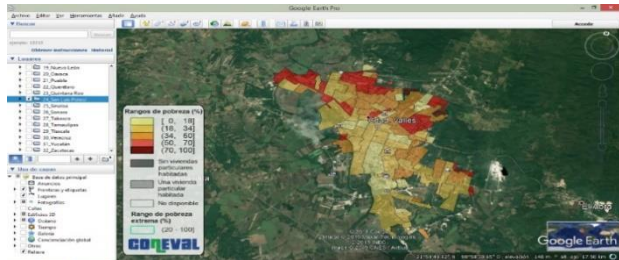 Google Earth Pro
Archivo Editar Ver Herramientas Añadir Ayuda
Buscar
Acceder
Obtener instrucciones Historial
Lugares
19_Nuevo León
20_Oaxaca
21_Puebla
22_Querétaro
23_Quintana Roo
24_San Luis Potosí
25_Sinaloa
26_Sonora
27_Tabasco
28_Tamaulipas
29_Tlaxcala
30_Veracruz
31_Yucatán
32_Zacatecas
Uso de capas
Base de datos principal
Anuncios
Fronteras y etiquetas
Lugares
Fotografías
Calles
Edificios 3D
Océano
Tiempo
Galería
Concienciación global
Otras
Relieve
Rangos de pobreza (%)
[ 0, 18]
(18, 34]
(34, 50]
(50, 70]
(70, 100]
Sin viviendas
particulares
habitadas
Una vivienda
particular
habitada
No disponible
Rango de pobreza
extrema (%)
(20 - 100]
CONEVAL
Valles
Google Earth